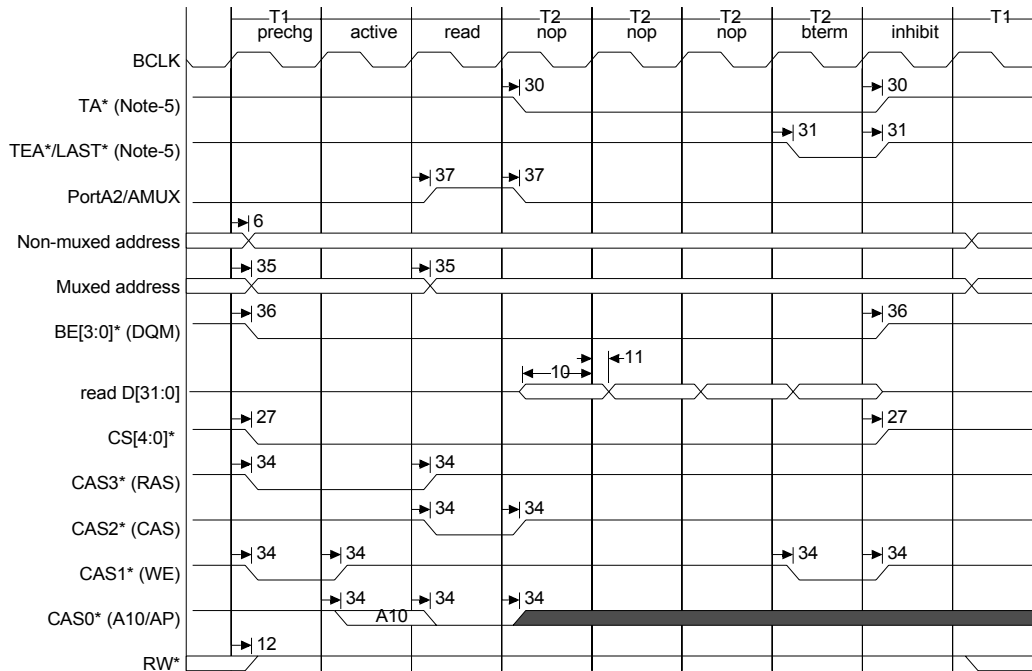 T1 T2 T2 T2 T2 T1
prechg active read nop nop nop bterm inhibit
BCLK
30 30
TA* (Note-5)
31 31
TEA*/LAST* (Note-5)
37 37
PortA2/AMUX
6
Non-muxed address
35 35
Muxed address
36 36
BE[3:0]* (DQM)
10 11
read D[31:0]
27 27
CS[4:0]*
34 34
CAS3* (RAS)
34 34
CAS2* (CAS)
34 34 34 34
CAS1* (WE)
34 34 34
CAS0* (A10/AP) A10
12
RW*